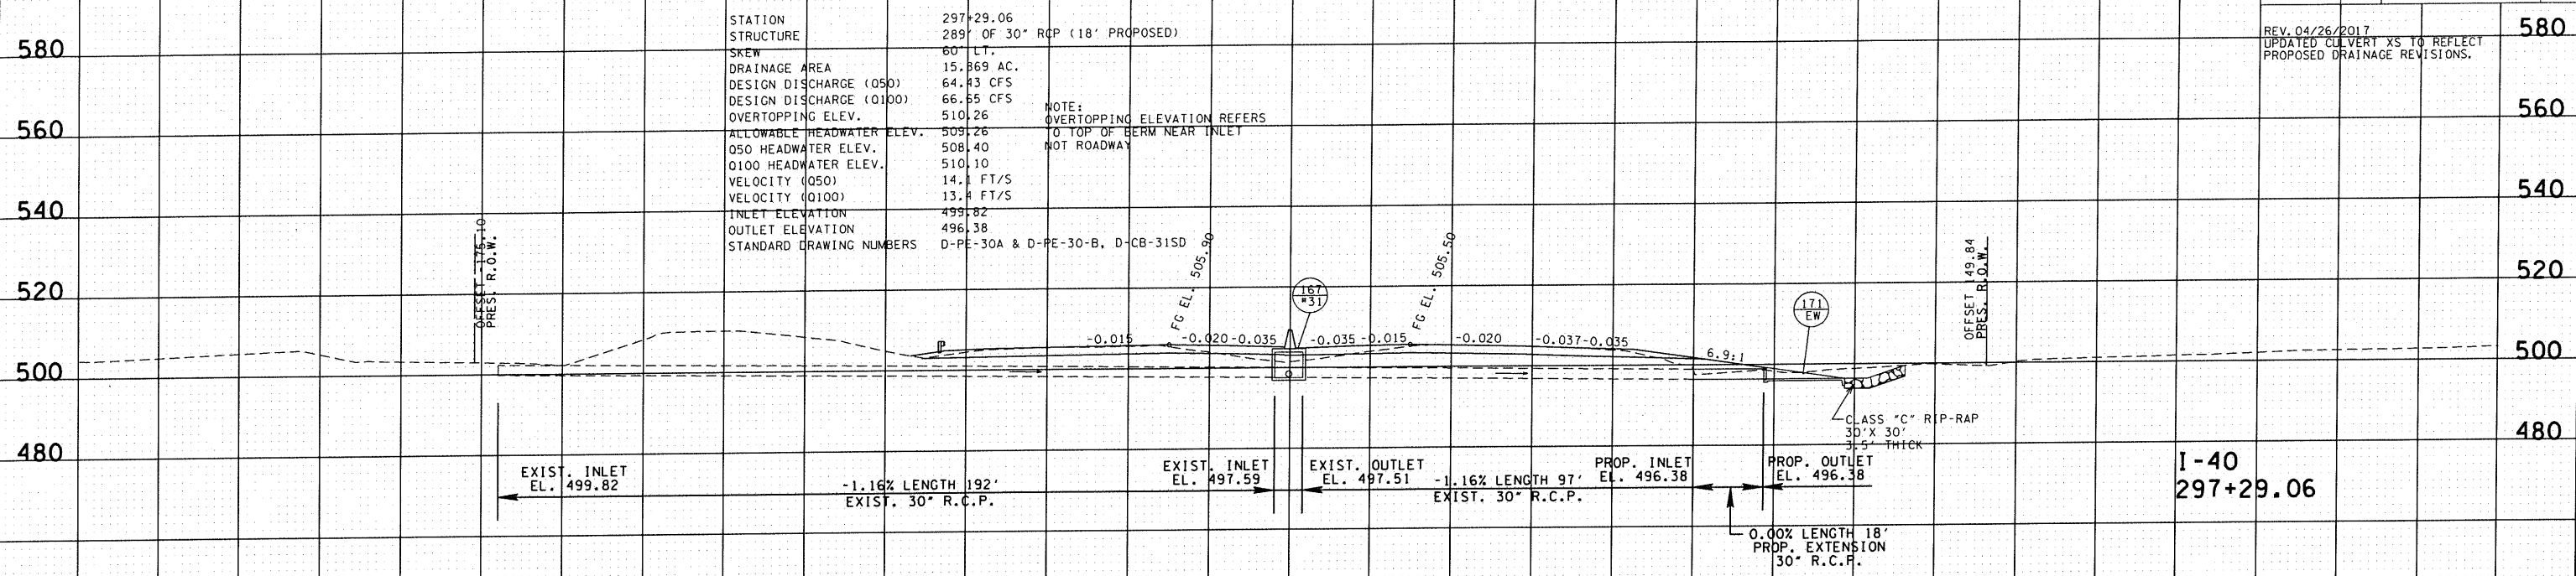 580
560
540
520
500
480
STATION 297+29.06
STRUCTURE 289' OF 30" RCP (18' PROPOSED)
SKEW 60° LT.
DRAINAGE AREA 15.869 AC.
DESIGN DISCHARGE (Q50) 64.43 CFS
DESIGN DISCHARGE (Q100) 66.65 CFS
OVERTOPPING ELEV. 510.26
ALLOWABLE HEADWATER ELEV. 509.26
Q50 HEADWATER ELEV. 508.40
Q100 HEADWATER ELEV. 510.10
VELOCITY (Q50) 14.1 FT/S
VELOCITY (Q100) 13.4 FT/S
INLET ELEVATION 499.82
OUTLET ELEVATION 496.38
STANDARD DRAWING NUMBERS D-PE-30A & D-PE-30-B, D-CB-31SD
NOTE:
OVERTOPPING ELEVATION REFERS
TO TOP OF BERM NEAR INLET
NOT ROADWAY
REV. 04/26/2017
UPDATED CULVERT XS TO REFLECT
PROPOSED DRAINAGE REVISIONS.
580
560
540
520
500
480
OFFSET -175.10
PRES. R.O.W.
FG EL. 505.90
167
#31
FG EL. 505.50
171
EW
OFFSET 149.84
PRES. R.O.W.
-0.015
-0.020
-0.035
-0.035
-0.015
-0.020
-0.037
-0.035
6.9:1
CLASS "C" RIP-RAP
30'X 30'
3.5' THICK
EXIST. INLET
EL. 499.82
-1.16% LENGTH 192'
EXIST. 30" R.C.P.
EXIST. INLET
EL. 497.59
EXIST. OUTLET
EL. 497.51
-1.16% LENGTH 97'
EXIST. 30" R.C.P.
PROP. INLET
EL. 496.38
PROP. OUTLET
EL. 496.38
0.00% LENGTH 18'
PROP. EXTENSION
30" R.C.P.
I-40
297+29.06